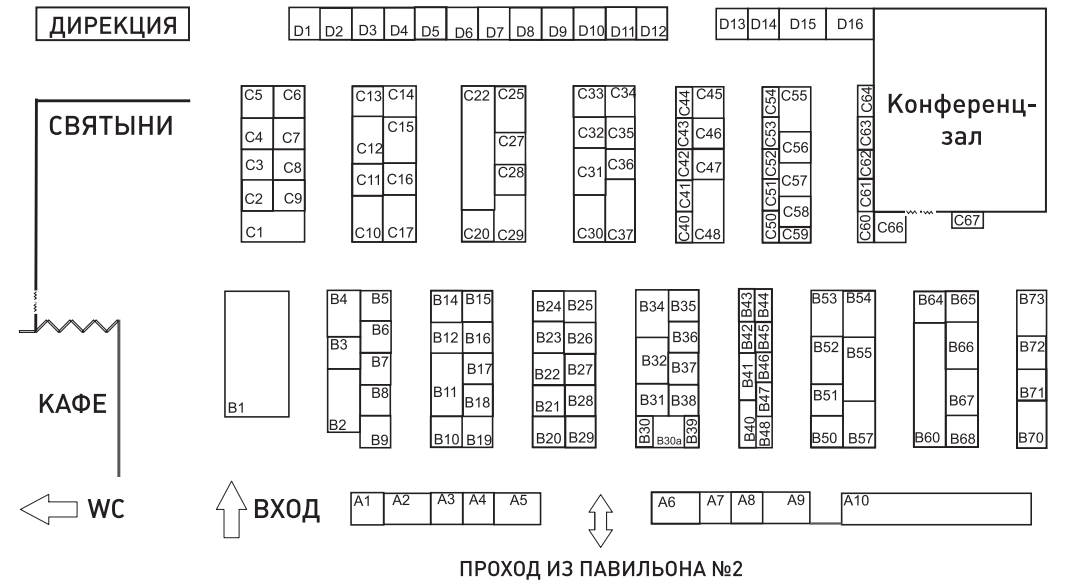 ДИРЕКЦИЯ
D1 D2 D3 D4 D5 D6 D7 D8 D9 D10 D11 D12 D13 D14 D15 D16
СВЯТЫНИ
Конференц-
зал
C5 C6 C13 C14 C22 C25 C33 C34 C44 C45 C54 C55 C64
C4 C7 C12 C15 C27 C32 C35 C43 C46 C53 C56 C63
C3 C8 C11 C16 C28 C31 C36 C42 C47 C52 C57 C62
C2 C9 C41 C51 C58 C61
C1 C10 C17 C20 C29 C30 C37 C40 C48 C50 C59 C60 C66 C67
B4 B5 B14 B15 B24 B25 B34 B35 B43 B44 B53 B54 B64 B65 B73
B3 B6 B12 B16 B23 B26 B32 B36 B42 B45 B52 B55 B66 B72
B7 B11 B17 B22 B27 B37 B41 B46 B71
B1 B2 B8 B18 B21 B28 B31 B38 B47 B51 B67
B9 B10 B19 B20 B29 B30 B30a B39 B40 B48 B50 B57 B60 B68 B70
КАФЕ
WC
ВХОД
A1 A2 A3 A4 A5 A6 A7 A8 A9 A10
ПРОХОД ИЗ ПАВИЛЬОНА №2